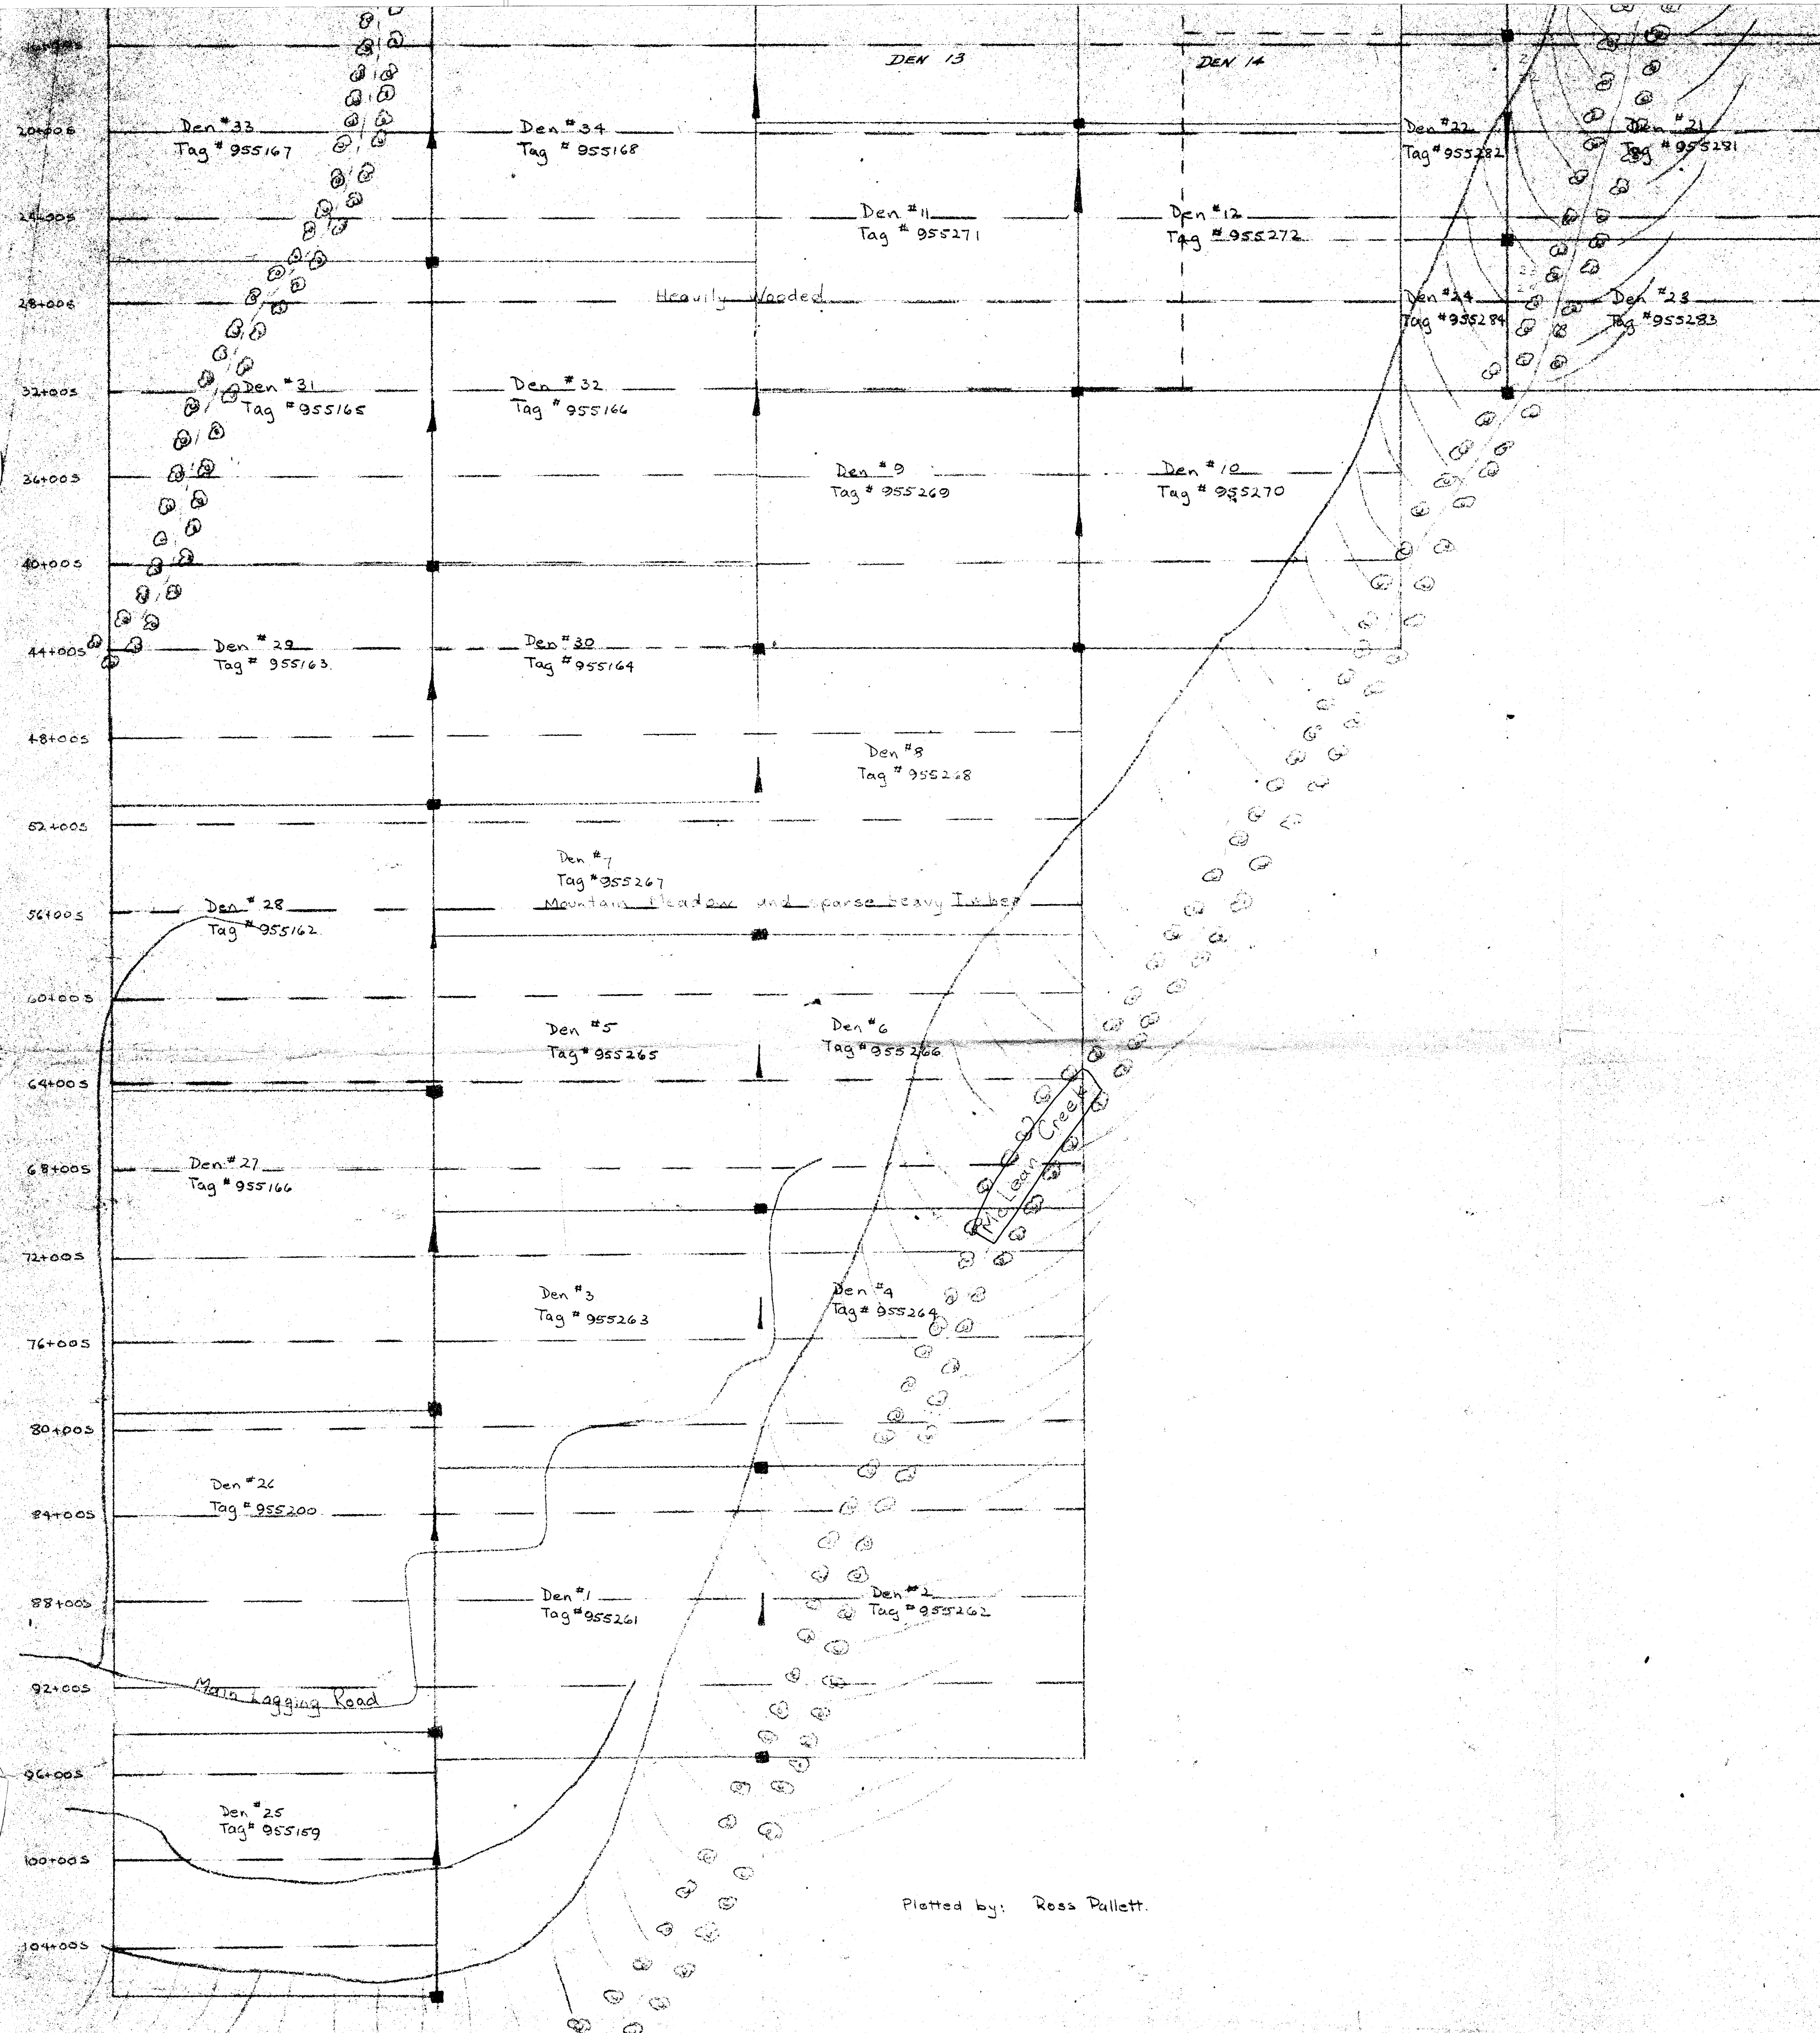 DEN 13
DEN 14
20+00S
Den #33
Tag # 955167
Den #34
Tag # 955168
Den #22
Tag # 955282
Den #21
Tag # 955281
24+00S
Den #11
Tag # 955271
Den #12
Tag # 955272
28+00S
Heavily Wooded
Den #24
Tag # 955284
Den #23
Tag # 955283
32+00S
Den #31
Tag # 955165
Den #32
Tag # 955166
36+00S
Den #9
Tag # 955269
Den #10
Tag # 955270
40+00S
44+00S
Den #29
Tag # 955163
Den #30
Tag # 955164
48+00S
Den #8
Tag # 955268
52+00S
Den #7
Tag # 955267
56+00S
Den #28
Tag # 955162
Mountain Meadow and sparse heavy
60+00S
Den #5
Tag # 955265
Den #6
Tag # 955266
64+00S
McLean Creek
68+00S
Den #27
Tag # 955166
72+00S
Den #3
Tag # 955263
Den #4
Tag # 955264
76+00S
80+00S
Den #26
Tag # 955200
84+00S
88+00S
Den #1
Tag # 955261
Den #2
Tag # 955262
92+00S
Main Logging Road
96+00S
Den #25
Tag # 955159
100+00S
Plotted by: Ross Pallett.
104+00S